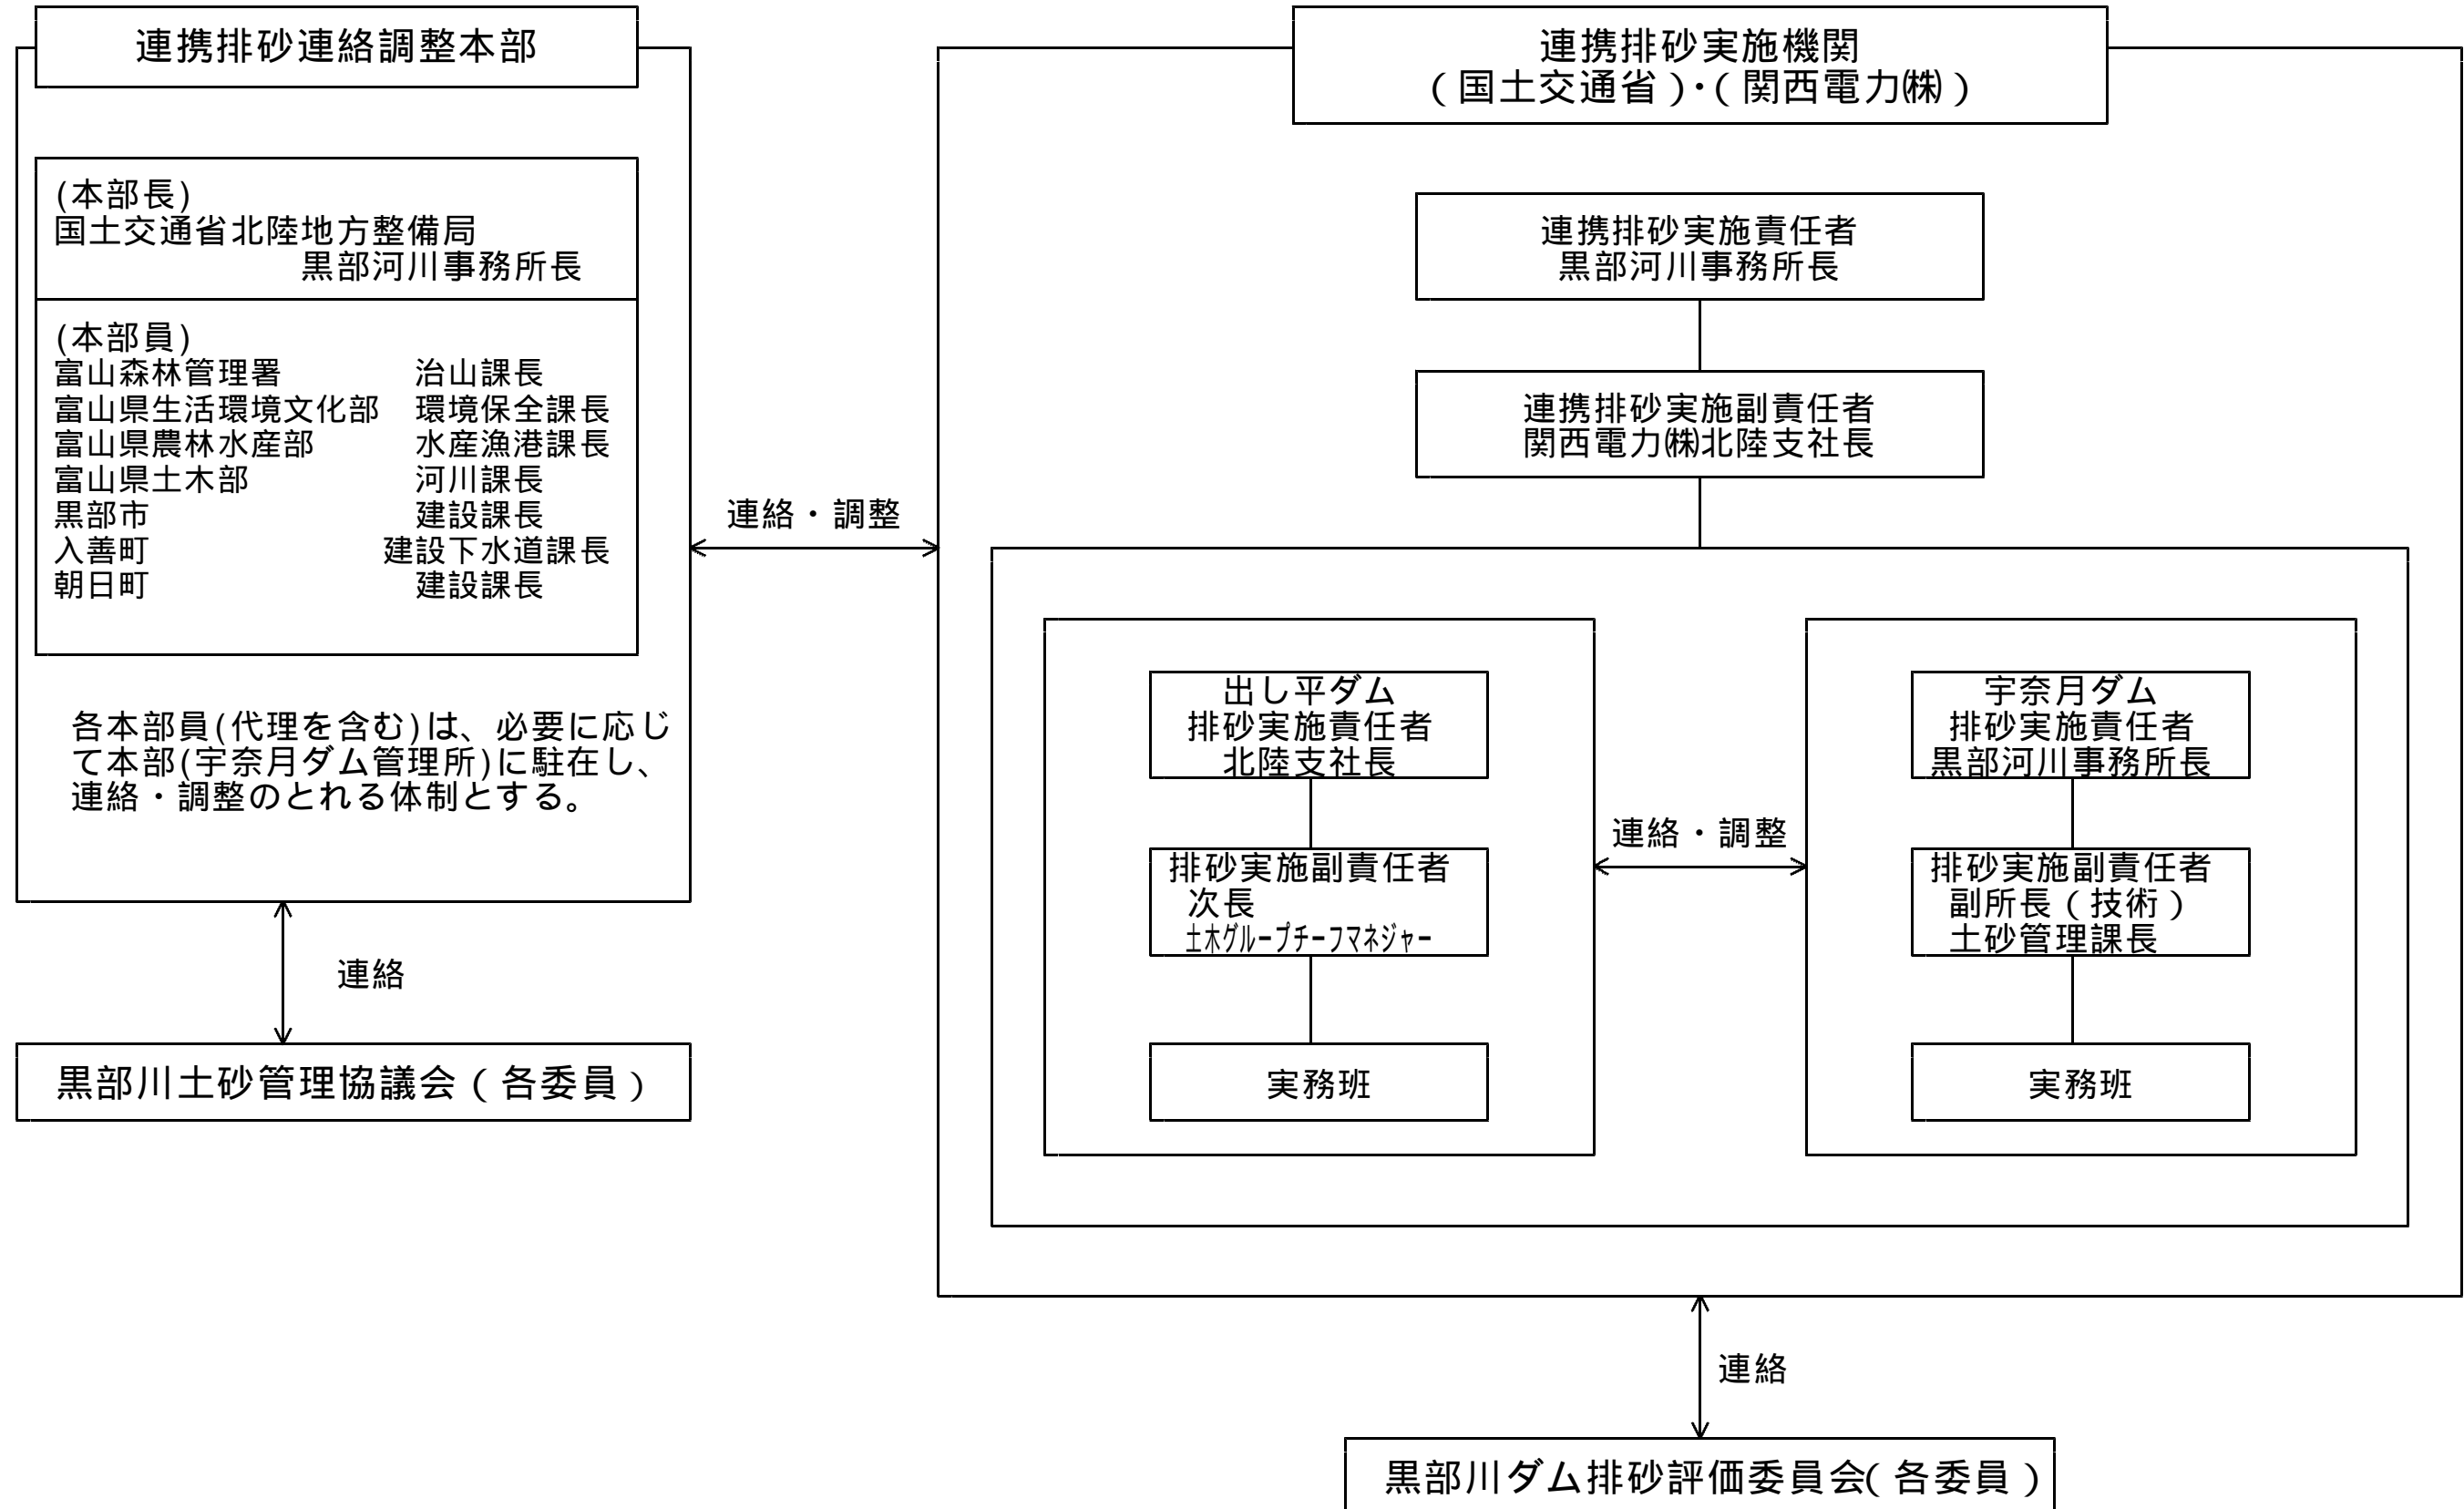 連携排砂連絡調整本部
(本部長)
国土交通省北陸地方整備局
黒部河川事務所長
(本部員)
富山森林管理署 治山課長
富山県生活環境文化部 環境保全課長
富山県農林水産部 水産漁港課長
富山県土木部 河川課長
黒部市 建設課長
入善町 建設下水道課長
朝日町 建設課長
各本部員(代理を含む)は、必要に応じ
て本部(宇奈月ダム管理所)に駐在し、
連絡・調整のとれる体制とする。
連絡
黒部川土砂管理協議会(各委員)
連絡・調整
連携排砂実施機関
(国土交通省)・(関西電力㈱)
連携排砂実施責任者
黒部河川事務所長
連携排砂実施副責任者
関西電力㈱北陸支社長
出し平ダム
排砂実施責任者
北陸支社長
排砂実施副責任者
次長
土木グループチーフマネジャー
実務班
連絡・調整
宇奈月ダム
排砂実施責任者
黒部河川事務所長
排砂実施副責任者
副所長(技術)
土砂管理課長
実務班
連絡
黒部川ダム排砂評価委員会(各委員)